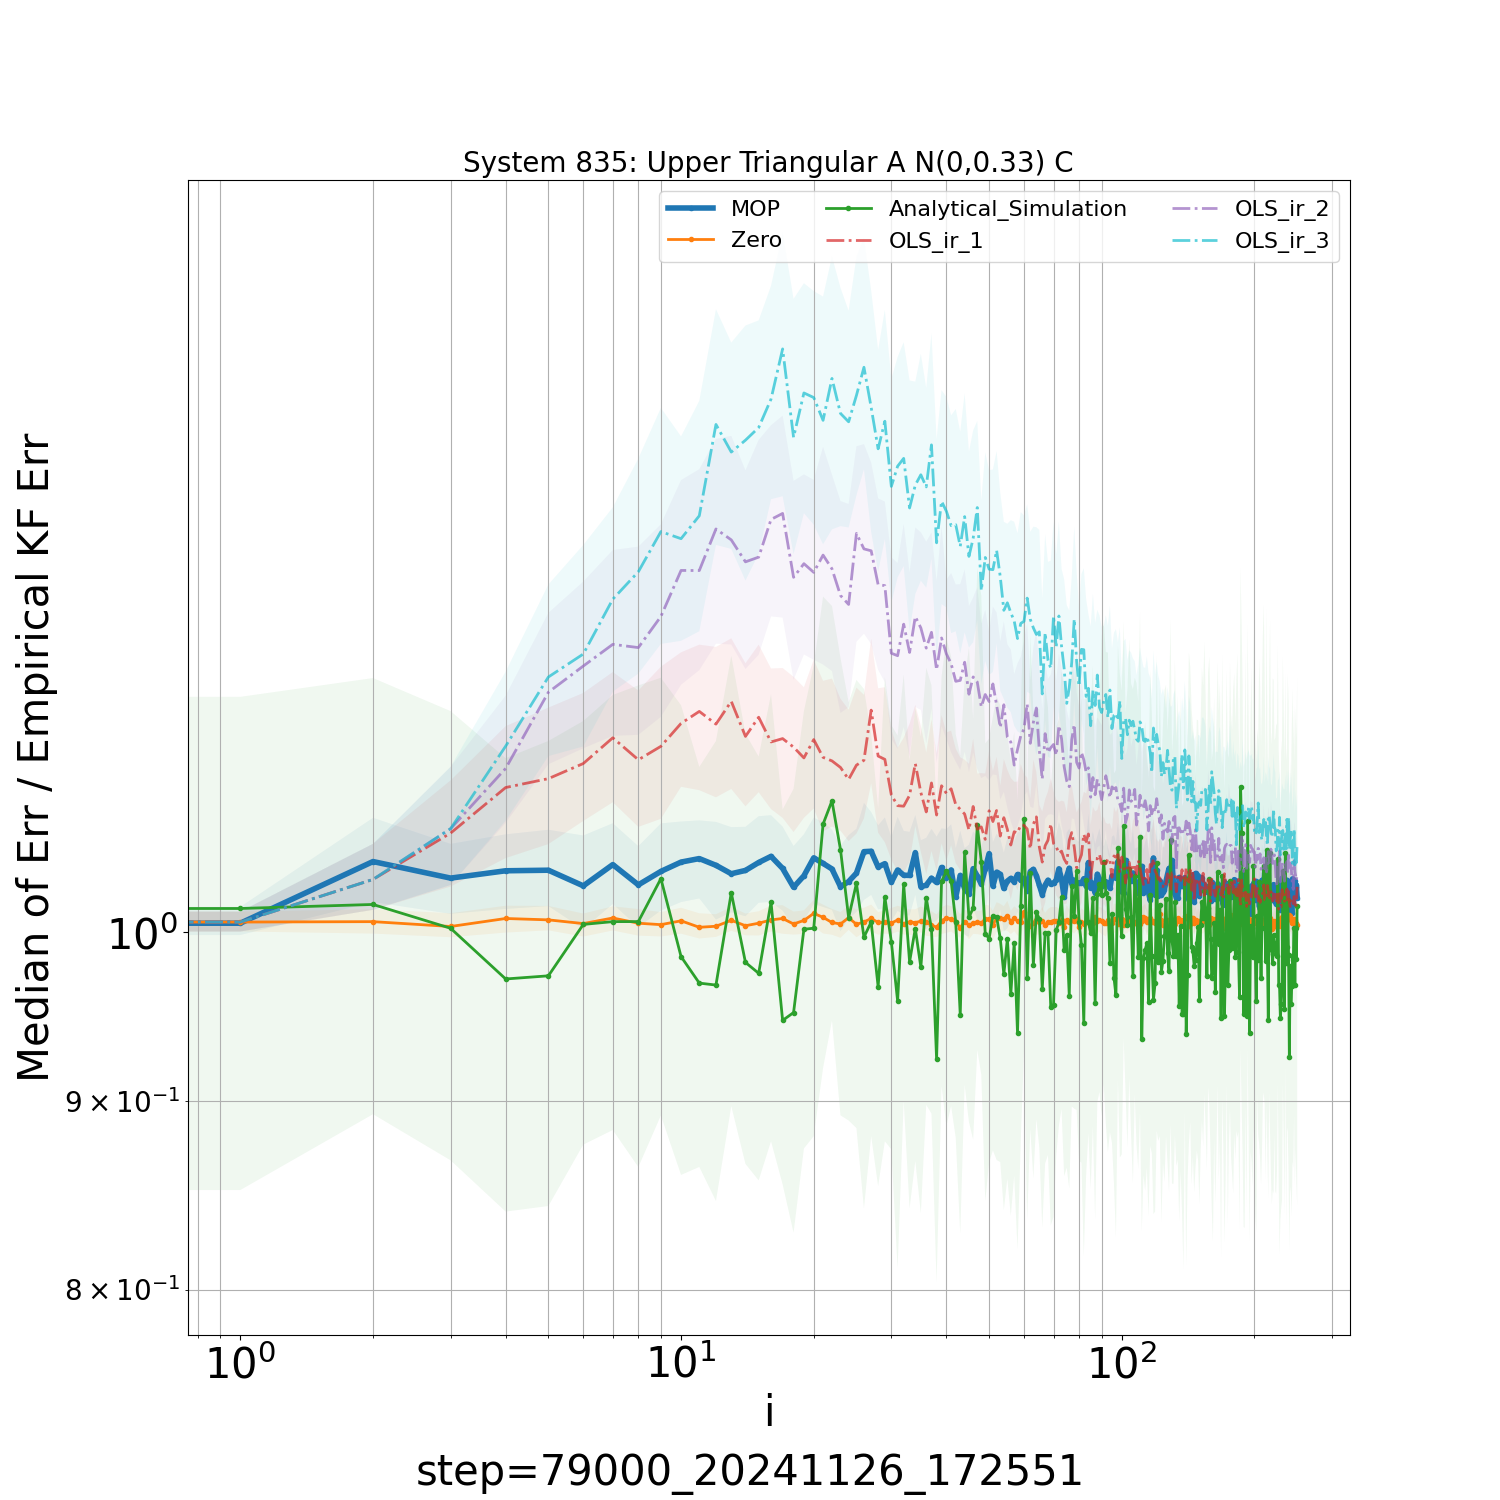 System 835: Upper Triangular A N(0,0.33) C
MOP
Zero
Analytical_Simulation
OLS_ir_1
OLS_ir_2
OLS_ir_3
Median of Err / Empirical KF Err
10⁰
9 × 10⁻¹
8 × 10⁻¹
10⁰ 10¹ 10²
i
step=79000_20241126_172551